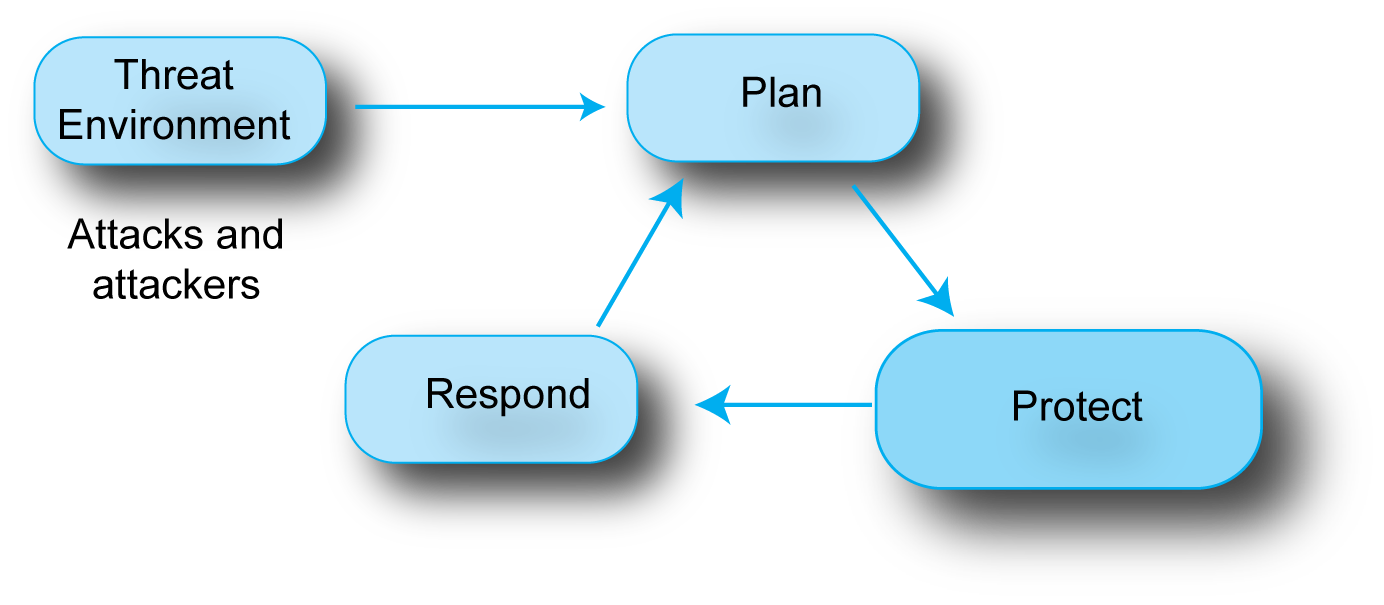 Threat
Environment
Plan
Attacks and
attackers
Respond
Protect